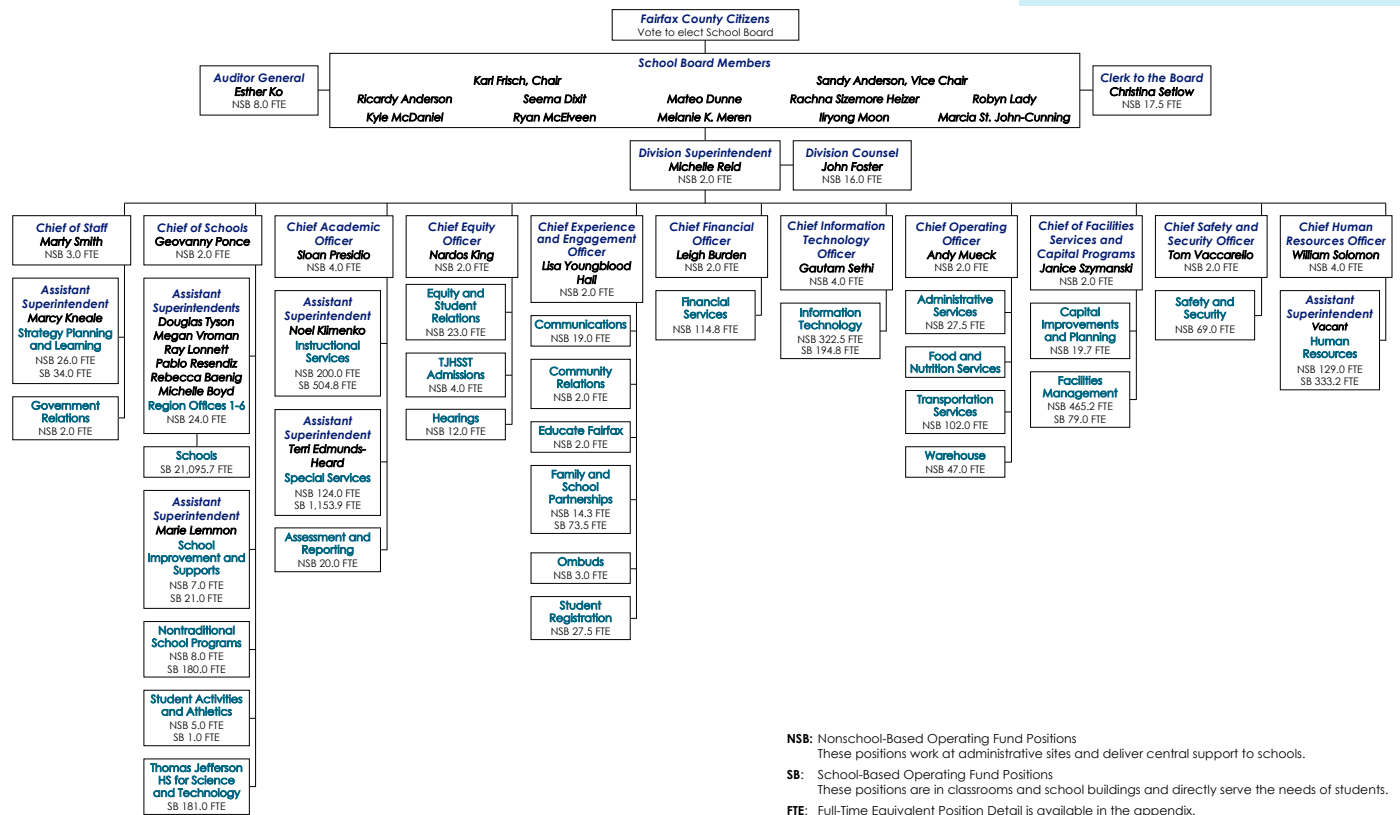 Fairfax County Citizens
Vote to elect School Board
School Board Members
Karl Frisch, Chair
Sandy Anderson, Vice Chair
Ricardy Anderson
Seema Dixit
Mateo Dunne
Rachna Sizemore Heizer
Robyn Lady
Kyle McDaniel
Ryan McElveen
Melanie K. Meren
Ilryong Moon
Marcia St. John-Cunning
Auditor General
Esther Ko
NSB 8.0 FTE
Clerk to the Board
Christina Setlow
NSB 17.5 FTE
Division Superintendent
Michelle Reid
NSB 2.0 FTE
Division Counsel
John Foster
NSB 16.0 FTE
Chief of Staff
Marty Smith
NSB 3.0 FTE
Assistant
Superintendent
Marcy Kneale
Strategy Planning
and Learning
NSB 26.0 FTE
SB 34.0 FTE
Government
Relations
NSB 2.0 FTE
Chief of Schools
Geovanny Ponce
NSB 2.0 FTE
Assistant
Superintendents
Douglas Tyson
Megan Vroman
Ray Lonnett
Pablo Resendiz
Rebecca Baenig
Michelle Boyd
Region Offices 1-6
NSB 24.0 FTE
Schools
SB 21,095.7 FTE
Assistant
Superintendent
Marie Lemmon
School
Improvement and
Supports
NSB 7.0 FTE
SB 21.0 FTE
Nontraditional
School Programs
NSB 8.0 FTE
SB 180.0 FTE
Student Activities
and Athletics
NSB 5.0 FTE
SB 1.0 FTE
Thomas Jefferson
HS for Science
and Technology
SB 181.0 FTE
Chief Academic
Officer
Sloan Presidio
NSB 4.0 FTE
Assistant
Superintendent
Noel Klimenko
Instructional
Services
NSB 200.0 FTE
SB 504.8 FTE
Assistant
Superintendent
Terri Edmunds-
Heard
Special Services
NSB 124.0 FTE
SB 1,153.9 FTE
Assessment and
Reporting
NSB 20.0 FTE
Chief Equity
Officer
Nardos King
NSB 2.0 FTE
Equity and
Student
Relations
NSB 23.0 FTE
TJHSST
Admissions
NSB 4.0 FTE
Hearings
NSB 12.0 FTE
Chief Experience
and Engagement
Officer
Lisa Youngblood
Hall
NSB 2.0 FTE
Communications
NSB 19.0 FTE
Community
Relations
NSB 2.0 FTE
Educate Fairfax
NSB 2.0 FTE
Family and
School
Partnerships
NSB 14.3 FTE
SB 73.5 FTE
Ombuds
NSB 3.0 FTE
Student
Registration
NSB 27.5 FTE
Chief Financial
Officer
Leigh Burden
NSB 2.0 FTE
Financial
Services
NSB 114.8 FTE
Chief Information
Technology
Officer
Gautam Sethi
NSB 4.0 FTE
Information
Technology
NSB 322.5 FTE
SB 194.8 FTE
Chief Operating
Officer
Andy Mueck
NSB 2.0 FTE
Administrative
Services
NSB 27.5 FTE
Food and
Nutrition Services
Transportation
Services
NSB 102.0 FTE
Warehouse
NSB 47.0 FTE
Chief of Facilities
Services and
Capital Programs
Janice Szymanski
NSB 2.0 FTE
Capital
Improvements
and Planning
NSB 19.7 FTE
Facilities
Management
NSB 465.2 FTE
SB 79.0 FTE
Chief Safety and
Security Officer
Tom Vaccarello
NSB 2.0 FTE
Safety and
Security
NSB 69.0 FTE
Chief Human
Resources Officer
William Solomon
NSB 4.0 FTE
Assistant
Superintendent
Vacant
Human
Resources
NSB 129.0 FTE
SB 333.2 FTE
NSB: Nonschool-Based Operating Fund Positions
These positions work at administrative sites and deliver central support to schools.
SB: School-Based Operating Fund Positions
These positions are in classrooms and school buildings and directly serve the needs of students.
FTE: Full-Time Equivalent Position Detail is available in the appendix.